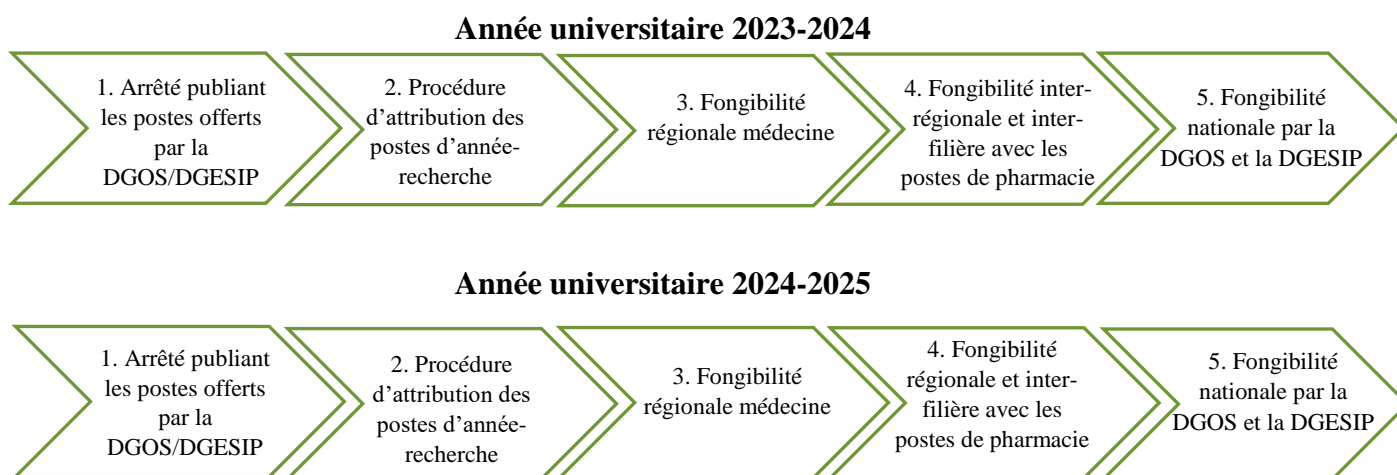 Année universitaire 2023-2024
1. Arrêté publiant
les postes offerts
par la
DGOS/DGESIP
2. Procédure
d'attribution des
postes d'année-
recherche
3. Fongibilité
régionale médecine
4. Fongibilité inter-
régionale et inter-
filière avec les
postes de pharmacie
5. Fongibilité
nationale par la
DGOS et la DGESIP
Année universitaire 2024-2025
1. Arrêté publiant
les postes offerts
par la
DGOS/DGESIP
2. Procédure
d'attribution des
postes d'année-
recherche
3. Fongibilité
régionale médecine
4. Fongibilité
régionale et inter-
filière avec les
postes de pharmacie
5. Fongibilité
nationale par la
DGOS et la DGESIP